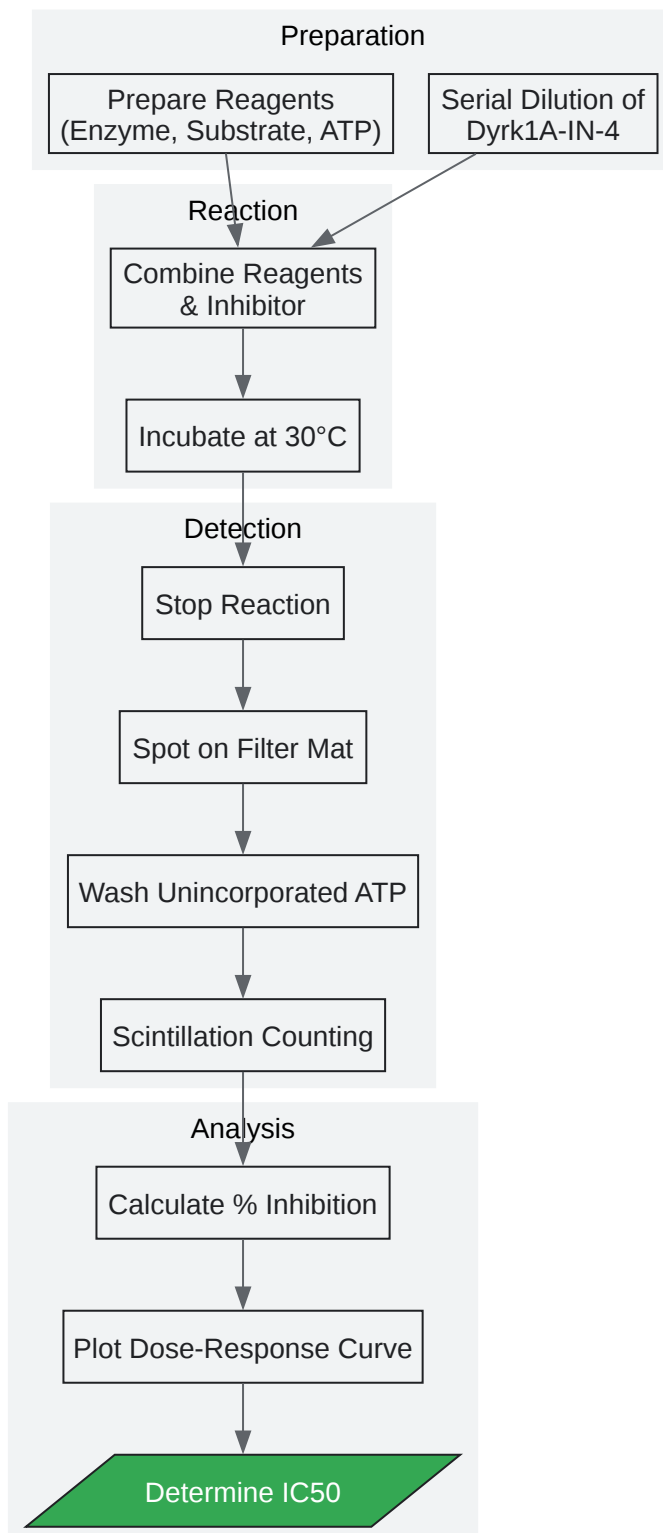 Preparation
Prepare Reagents
(Enzyme, Substrate, ATP)
Serial Dilution of
Dyrk1A-IN-4
Reaction
Combine Reagents
& Inhibitor
Incubate at 30°C
Detection
Stop Reaction
Spot on Filter Mat
Wash Unincorporated ATP
Scintillation Counting
Analysis
Calculate % Inhibition
Plot Dose-Response Curve
Determine IC50